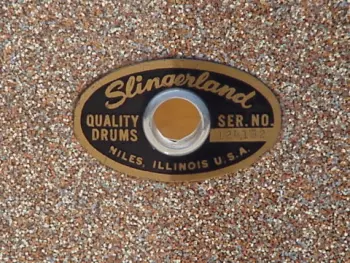 Slingerland
QUALITY SER. NO.
DRUMS
NILES, ILLINOIS U.S.A.